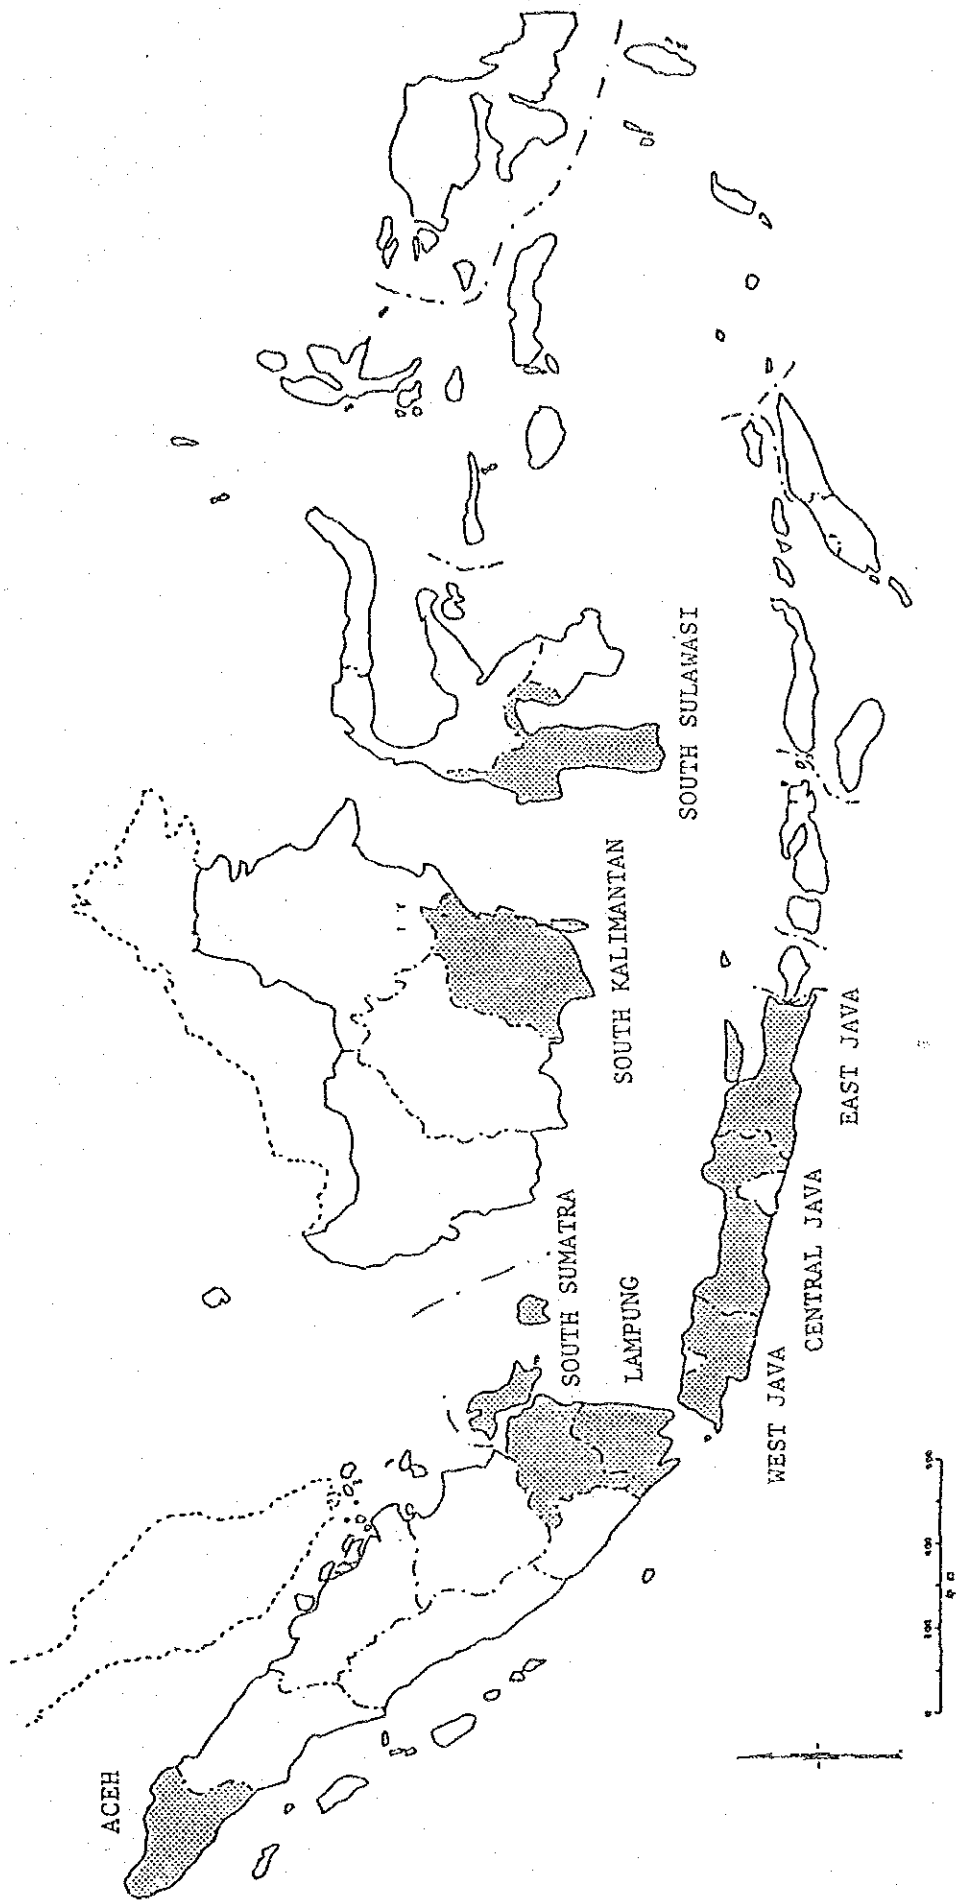 ACEH
SOUTH SUMATRA
LAMPUNG
WEST JAVA
CENTRAL JAVA
EAST JAVA
SOUTH KALIMANTAN
SOUTH SULAWASI